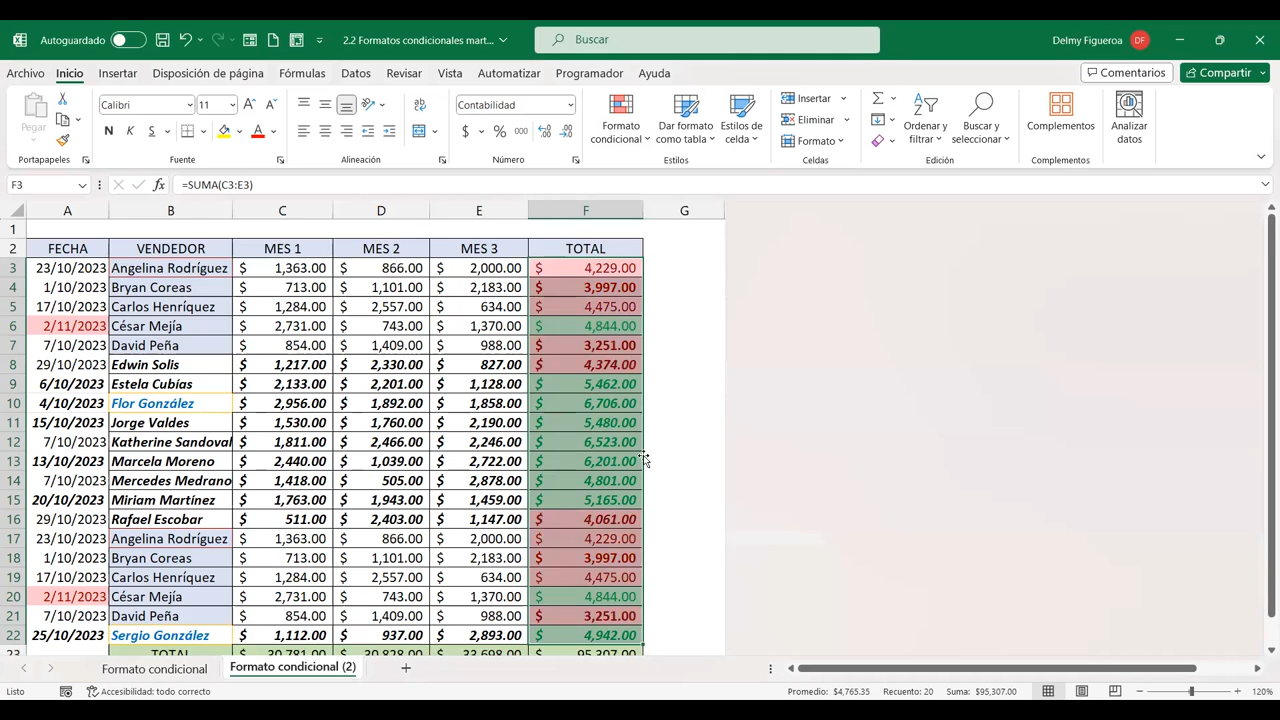 Autoguardado 2.2 Formatos condicionales mart... Buscar Delmy Figueroa DF
Archivo Inicio Insertar Disposición de página Fórmulas Datos Revisar Vista Automatizar Programador Ayuda Comentarios Compartir
Pegar Calibri 11 Contabilidad Formato condicional Dar formato como tabla Estilos de celda Insertar Eliminar Formato Ordenar y filtrar Buscar y seleccionar Complementos Analizar datos
N K S $ % 000
Portapapeles Fuente Alineación Número Estilos Celdas Edición Complementos
F3 fx =SUMA(C3:E3)
A B C D E F G
1
2 FECHA VENDEDOR MES 1 MES 2 MES 3 TOTAL
3 23/10/2023 Angelina Rodríguez $ 1,363.00 $ 866.00 $ 2,000.00 $ 4,229.00
4 1/10/2023 Bryan Coreas $ 713.00 $ 1,101.00 $ 2,183.00 $ 3,997.00
5 17/10/2023 Carlos Henríquez $ 1,284.00 $ 2,557.00 $ 634.00 $ 4,475.00
6 2/11/2023 César Mejía $ 2,731.00 $ 743.00 $ 1,370.00 $ 4,844.00
7 7/10/2023 David Peña $ 854.00 $ 1,409.00 $ 988.00 $ 3,251.00
8 29/10/2023 Edwin Solis $ 1,217.00 $ 2,330.00 $ 827.00 $ 4,374.00
9 6/10/2023 Estela Cubías $ 2,133.00 $ 2,201.00 $ 1,128.00 $ 5,462.00
10 4/10/2023 Flor González $ 2,956.00 $ 1,892.00 $ 1,858.00 $ 6,706.00
11 15/10/2023 Jorge Valdes $ 1,530.00 $ 1,760.00 $ 2,190.00 $ 5,480.00
12 7/10/2023 Katherine Sandoval $ 1,811.00 $ 2,466.00 $ 2,246.00 $ 6,523.00
13 13/10/2023 Marcela Moreno $ 2,440.00 $ 1,039.00 $ 2,722.00 $ 6,201.00
14 7/10/2023 Mercedes Medrano $ 1,418.00 $ 505.00 $ 2,878.00 $ 4,801.00
15 20/10/2023 Miriam Martínez $ 1,763.00 $ 1,943.00 $ 1,459.00 $ 5,165.00
16 29/10/2023 Rafael Escobar $ 511.00 $ 2,403.00 $ 1,147.00 $ 4,061.00
17 23/10/2023 Angelina Rodríguez $ 1,363.00 $ 866.00 $ 2,000.00 $ 4,229.00
18 1/10/2023 Bryan Coreas $ 713.00 $ 1,101.00 $ 2,183.00 $ 3,997.00
19 17/10/2023 Carlos Henríquez $ 1,284.00 $ 2,557.00 $ 634.00 $ 4,475.00
20 2/11/2023 César Mejía $ 2,731.00 $ 743.00 $ 1,370.00 $ 4,844.00
21 7/10/2023 David Peña $ 854.00 $ 1,409.00 $ 988.00 $ 3,251.00
22 25/10/2023 Sergio González $ 1,112.00 $ 937.00 $ 2,893.00 $ 4,942.00
23 TOTAL $ 30,781.00 $ 30,828.00 $ 33,698.00 $ 95,307.00
Formato condicional Formato condicional (2)
Listo Accesibilidad: todo correcto Promedio: $4,765.35 Recuento: 20 Suma: $95,307.00 120%